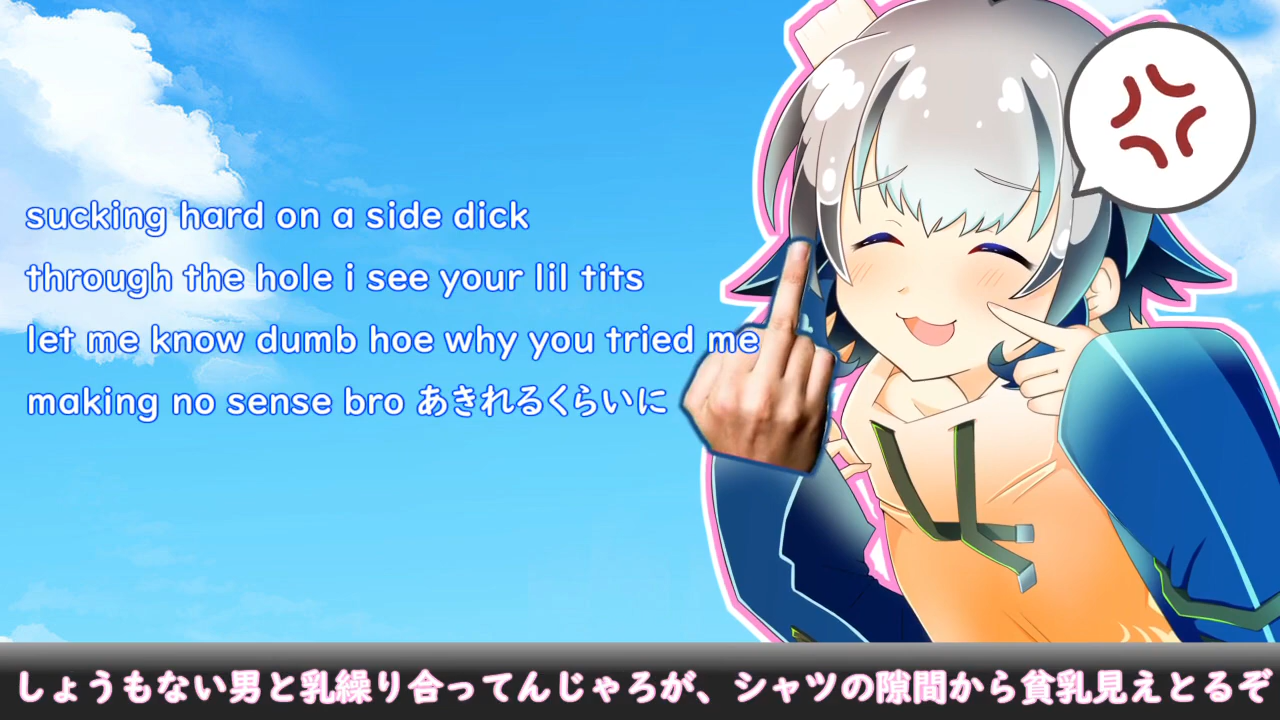 sucking hard on a side dick
through the hole i see your lil tits
let me know dumb hoe why you tried me
making no sense bro あきれるくらいに
しょうもない男と乳繰り合ってんじゃろが、シャツの隙間から貧乳見えとるぞ